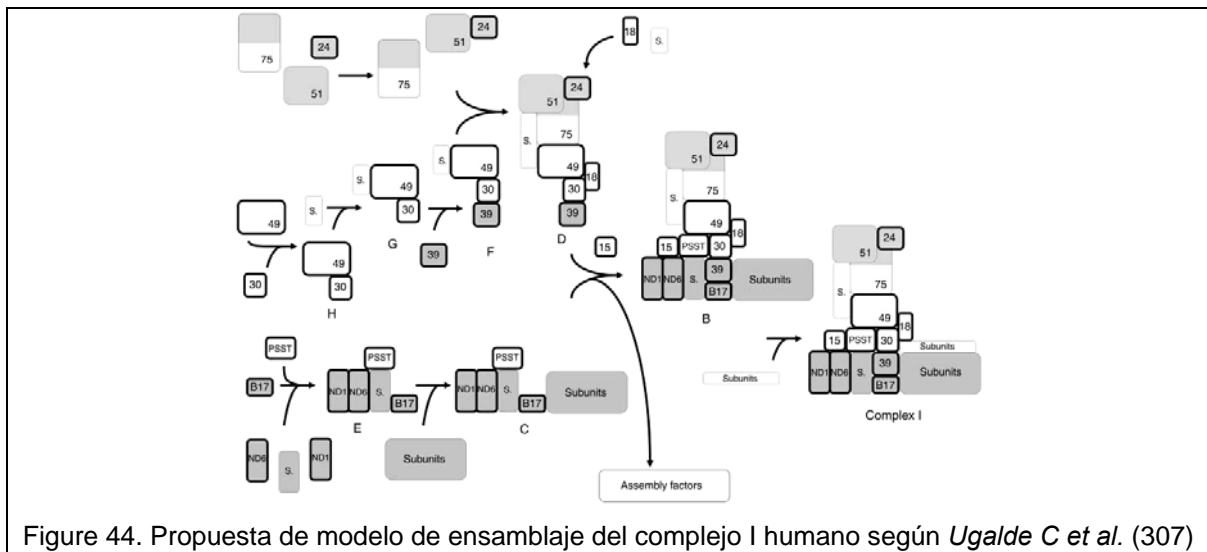 75
24
51
75
51
24
18
S.
51
24
S.
75
49
30
18
39
D
S.
49
30
39
F
S.
49
30
G
39
49
S.
30
49
30
H
15
51
24
S.
75
49
18
15
PSST
30
ND1
ND6
S.
39
B17
Subunits
B
PSST
B17
ND6
S.
ND1
PSST
ND1
ND6
S.
B17
E
Subunits
PSST
ND1
ND6
S.
B17
Subunits
C
Assembly factors
Subunits
51
24
S.
75
49
18
15
PSST
30
Subunits
ND1
ND6
S.
39
B17
Subunits
Complex I
Figure 44. Propuesta de modelo de ensamblaje del complejo I humano según Ugalde C et al. (307)